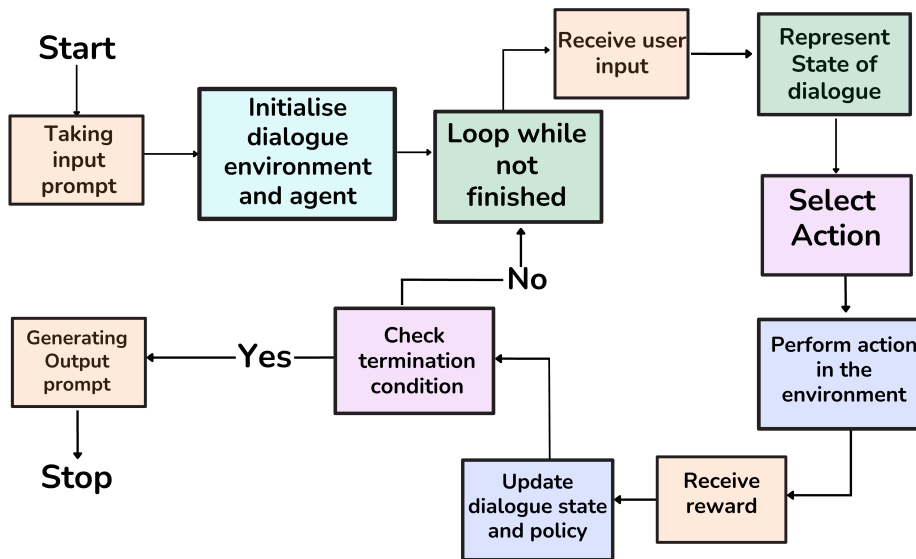 Start
Taking
input
prompt
Initialise
dialogue
environment
and agent
Loop while
not
finished
Receive user
input
Represent
State of
dialogue
Select
Action
Perform action
in the
environment
Receive
reward
Update
dialogue state
and policy
Check
termination
condition
No
Yes
Generating
Output
prompt
Stop